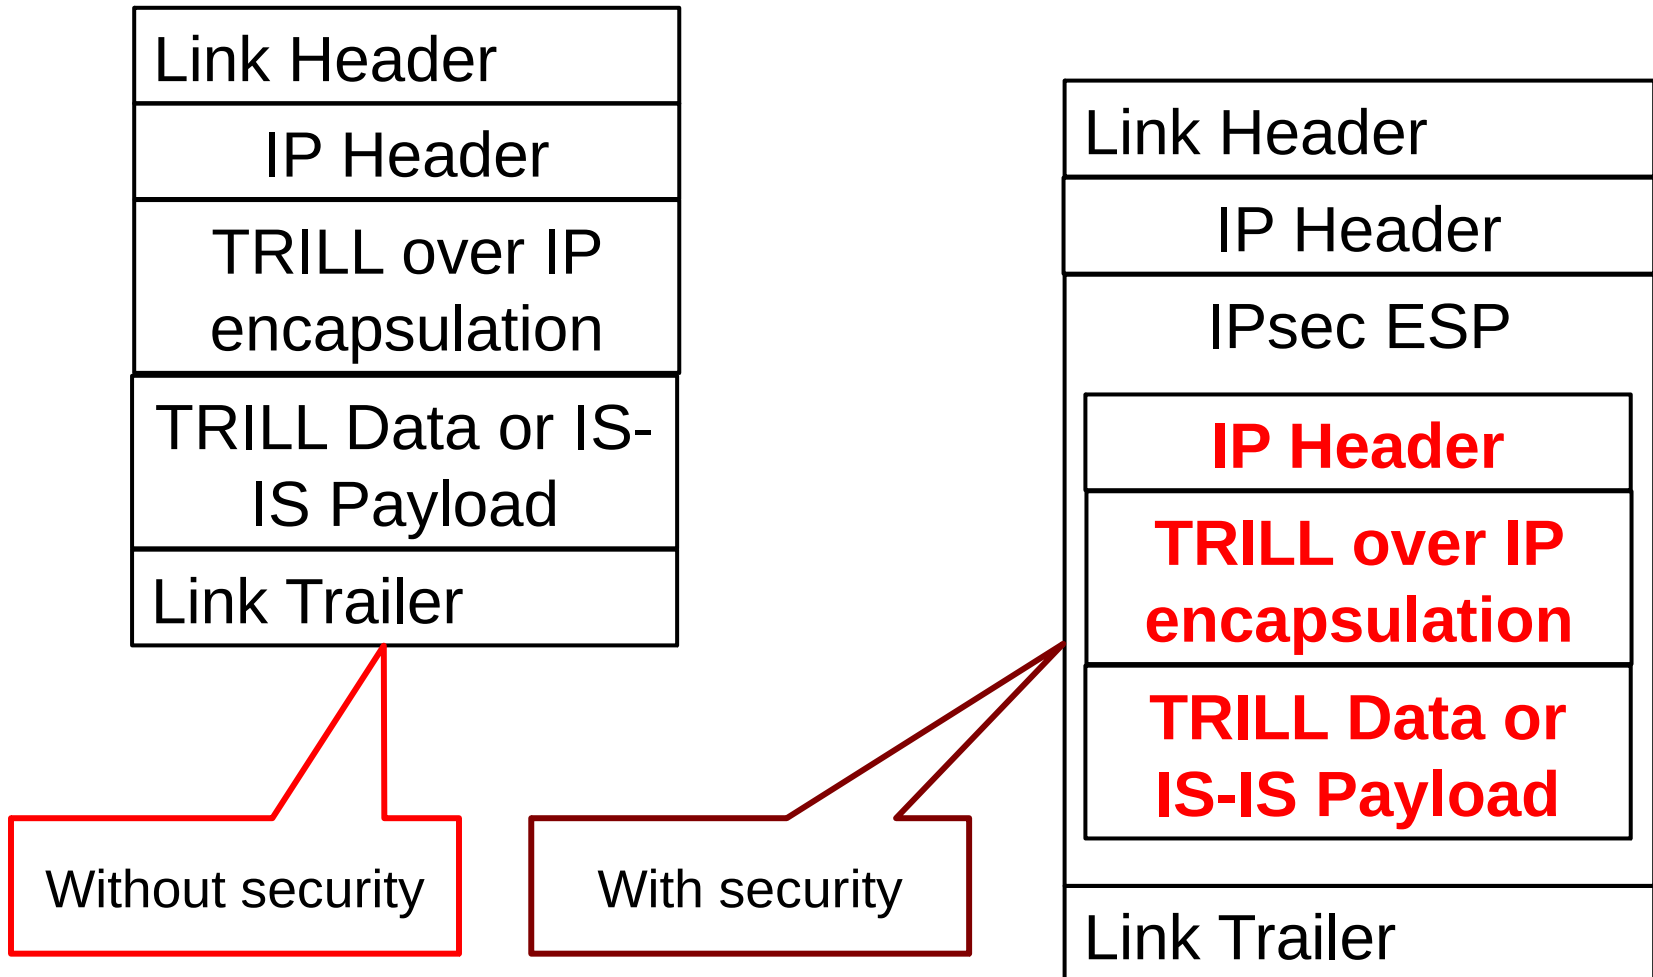 Link Header
IP Header
TRILL over IP
encapsulation
TRILL Data or IS-
IS Payload
Link Trailer
Without security
With security
Link Header
IP Header
IPsec ESP
IP Header
TRILL over IP
encapsulation
TRILL Data or
IS-IS Payload
Link Trailer